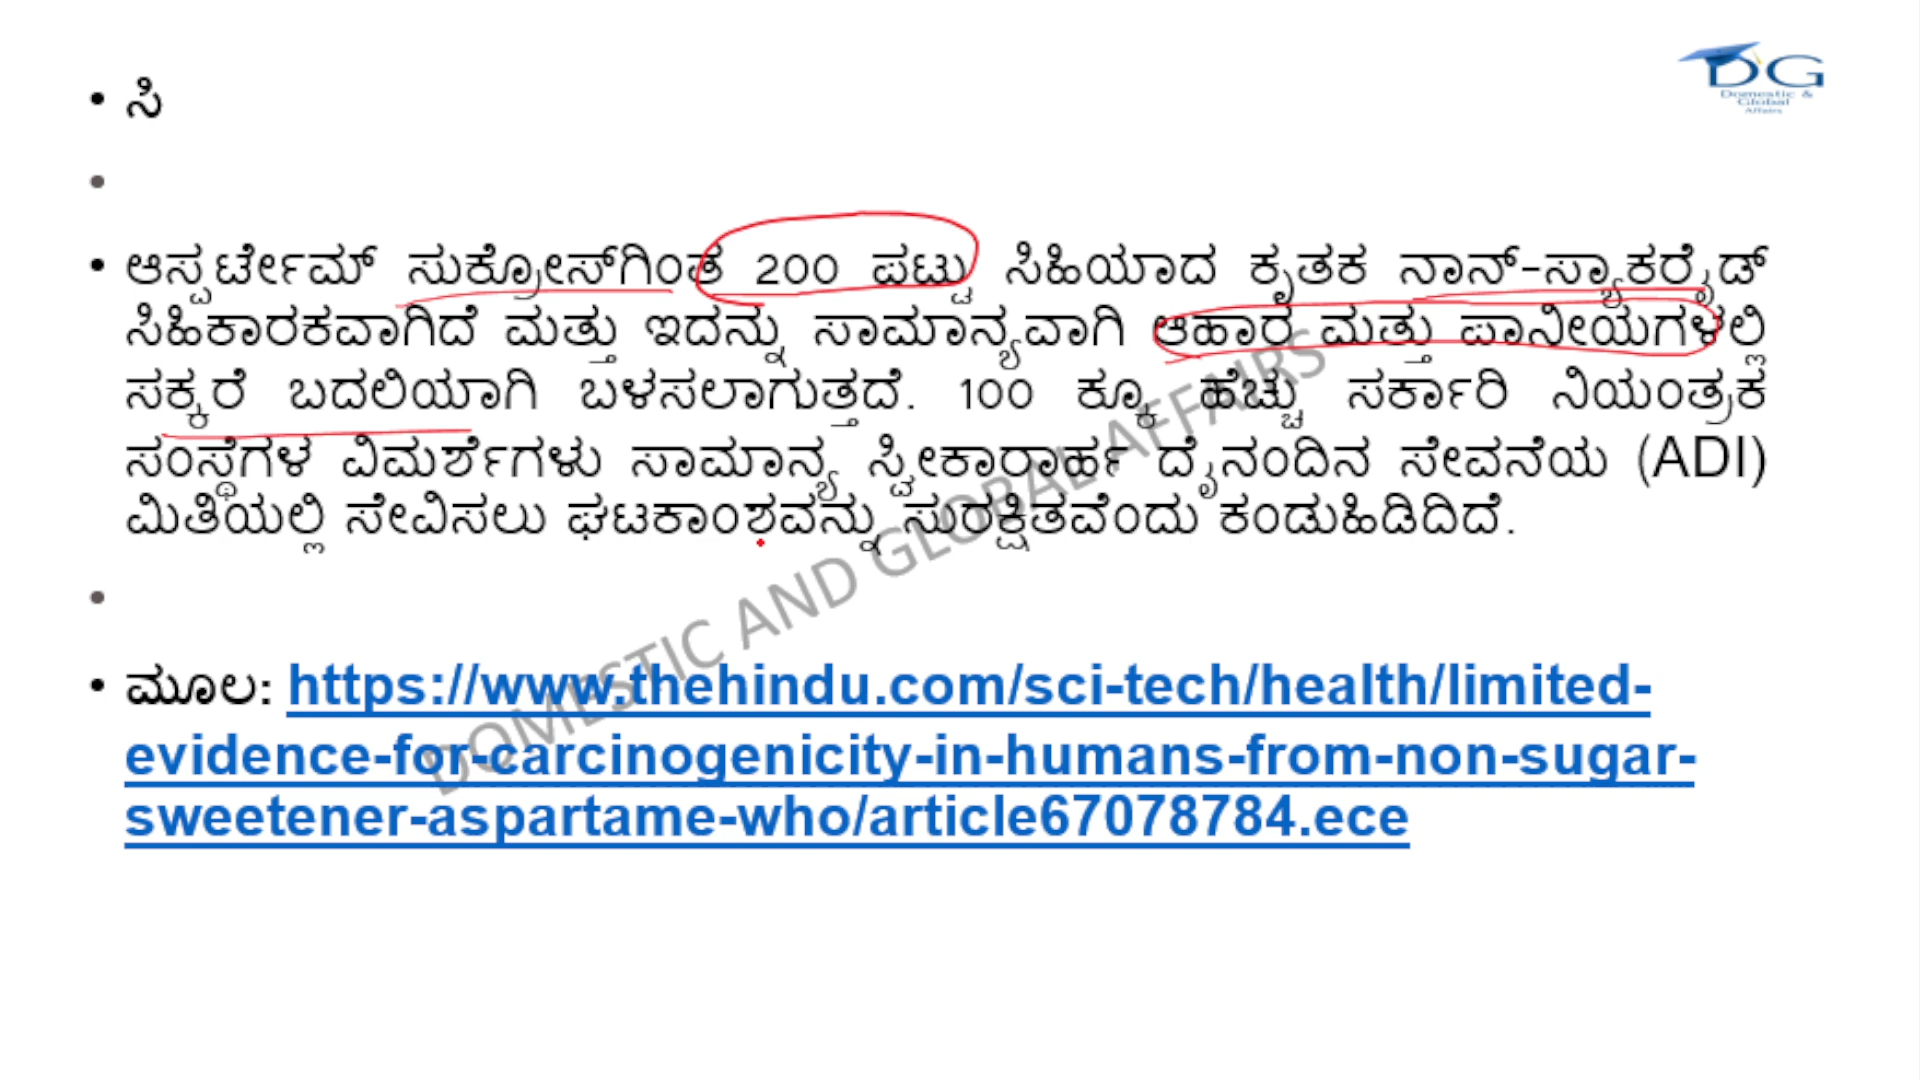 DG
Domestic &
Global
Affairs
• ಸಿ
•
• ಆಸ್ಪರ್ಟೇಮ್ ಸುಕ್ರೋಸ್‌ಗಿಂತ 200 ಪಟ್ಟು ಸಿಹಿಯಾದ ಕೃತಕ ನಾನ್-ಸ್ಯಾಕರೈಡ್
ಸಿಹಿಕಾರಕವಾಗಿದೆ ಮತ್ತು ಇದನ್ನು ಸಾಮಾನ್ಯವಾಗಿ ಆಹಾರ ಮತ್ತು ಪಾನೀಯಗಳಲ್ಲಿ
ಸಕ್ಕರೆ ಬದಲಿಯಾಗಿ ಬಳಸಲಾಗುತ್ತದೆ. 100 ಕ್ಕೂ ಹೆಚ್ಚು ಸರ್ಕಾರಿ ನಿಯಂತ್ರಕ
ಸಂಸ್ಥೆಗಳ ವಿಮರ್ಶೆಗಳು ಸಾಮಾನ್ಯ ಸ್ವೀಕಾರಾರ್ಹ ದೈನಂದಿನ ಸೇವನೆಯ (ADI)
ಮಿತಿಯಲ್ಲಿ ಸೇವಿಸಲು ಘಟಕಾಂಶವನ್ನು ಸುರಕ್ಷಿತವೆಂದು ಕಂಡುಹಿಡಿದಿದೆ.
•
• ಮೂಲ: https://www.thehindu.com/sci-tech/health/limited-
evidence-for-carcinogenicity-in-humans-from-non-sugar-
sweetener-aspartame-who/article67078784.ece
DOMESTIC AND GLOBAL AFFAIRS